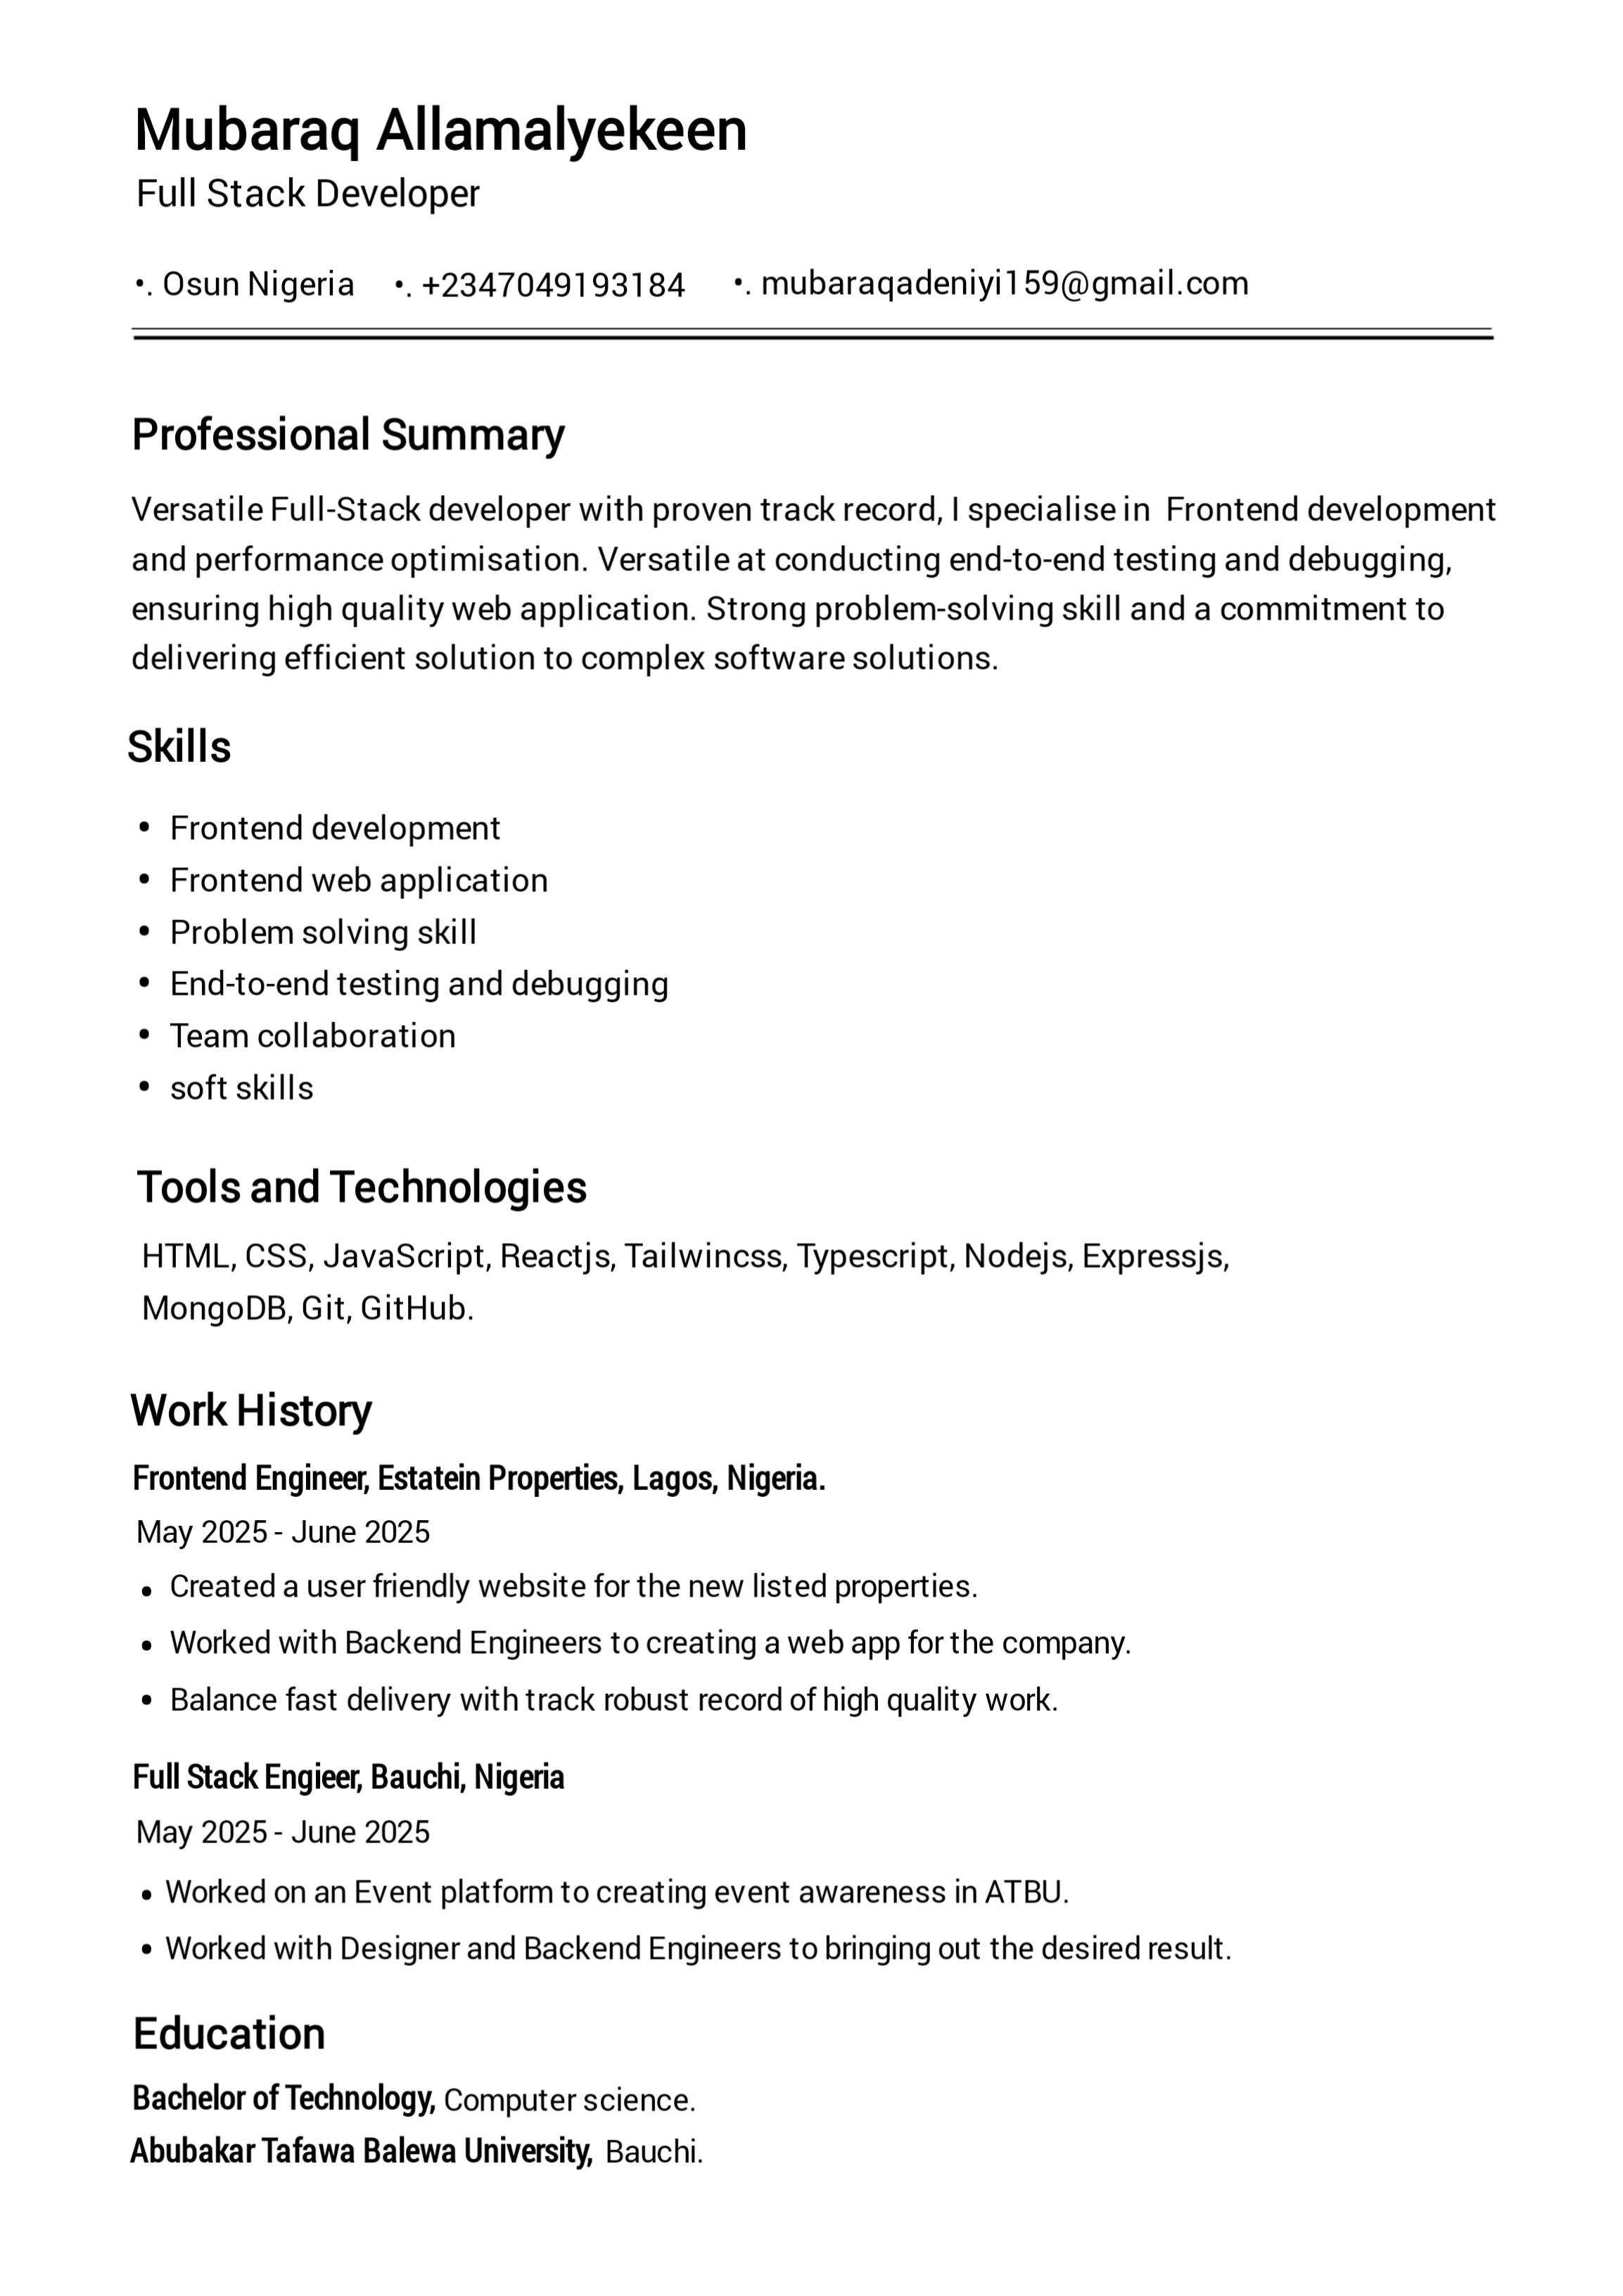 Mubaraq Allamalyekeen
Full Stack Developer
•. Osun Nigeria •. +2347049193184 •. mubaraqadeniyi159@gmail.com
Professional Summary
Versatile Full-Stack developer with proven track record, I specialise in Frontend development
and performance optimisation. Versatile at conducting end-to-end testing and debugging,
ensuring high quality web application. Strong problem-solving skill and a commitment to
delivering efficient solution to complex software solutions.
Skills
• Frontend development
• Frontend web application
• Problem solving skill
• End-to-end testing and debugging
• Team collaboration
• soft skills
Tools and Technologies
HTML, CSS, JavaScript, Reactjs, Tailwincss, Typescript, Nodejs, Expressjs,
MongoDB, Git, GitHub.
Work History
Frontend Engineer, Estatein Properties, Lagos, Nigeria.
May 2025 - June 2025
• Created a user friendly website for the new listed properties.
• Worked with Backend Engineers to creating a web app for the company.
• Balance fast delivery with track robust record of high quality work.
Full Stack Engieer, Bauchi, Nigeria
May 2025 - June 2025
• Worked on an Event platform to creating event awareness in ATBU.
• Worked with Designer and Backend Engineers to bringing out the desired result.
Education
Bachelor of Technology, Computer science.
Abubakar Tafawa Balewa University, Bauchi.